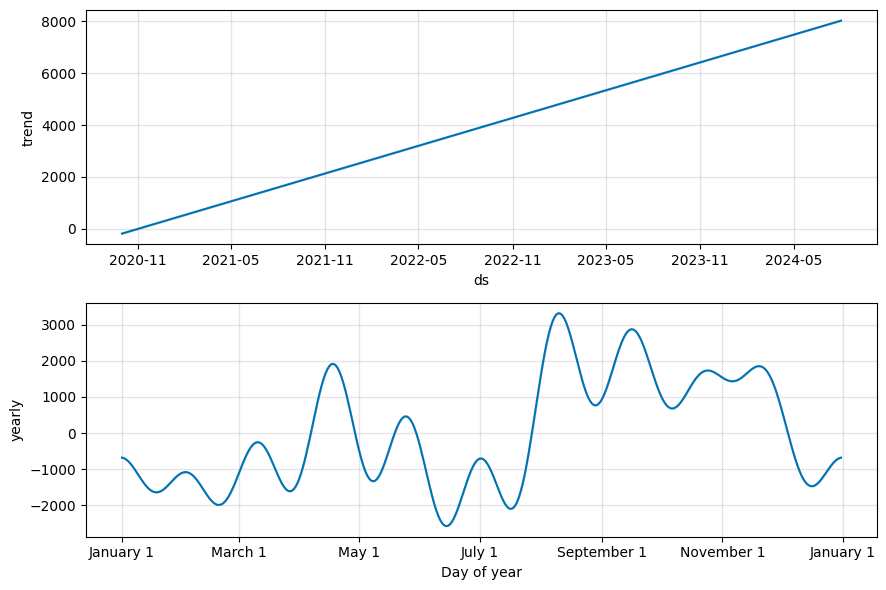 8000
6000
4000
2000
0
trend
2020-11 2021-05 2021-11 2022-05 2022-11 2023-05 2023-11 2024-05
ds
3000
2000
1000
0
−1000
−2000
yearly
January 1 March 1 May 1 July 1 September 1 November 1 January 1
Day of year